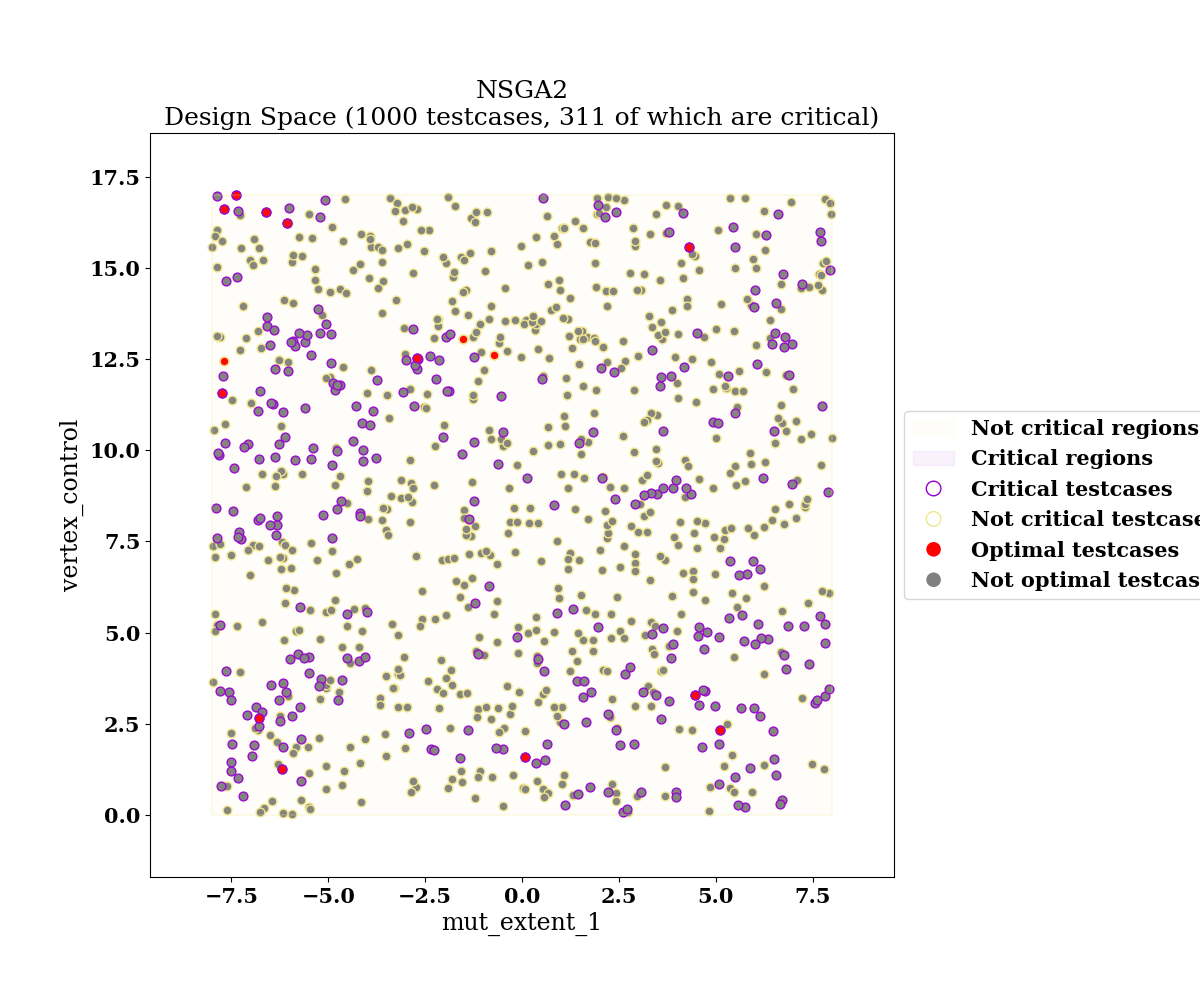 NSGA2
Design Space (1000 testcases, 311 of which are critical)
17.5
15.0
12.5
10.0
7.5
5.0
2.5
0.0
vertex_control
−7.5
−5.0
−2.5
0.0
2.5
5.0
7.5
mut_extent_1
Not critical regions
Critical regions
Critical testcases
Not critical testcase
Optimal testcases
Not optimal testcas